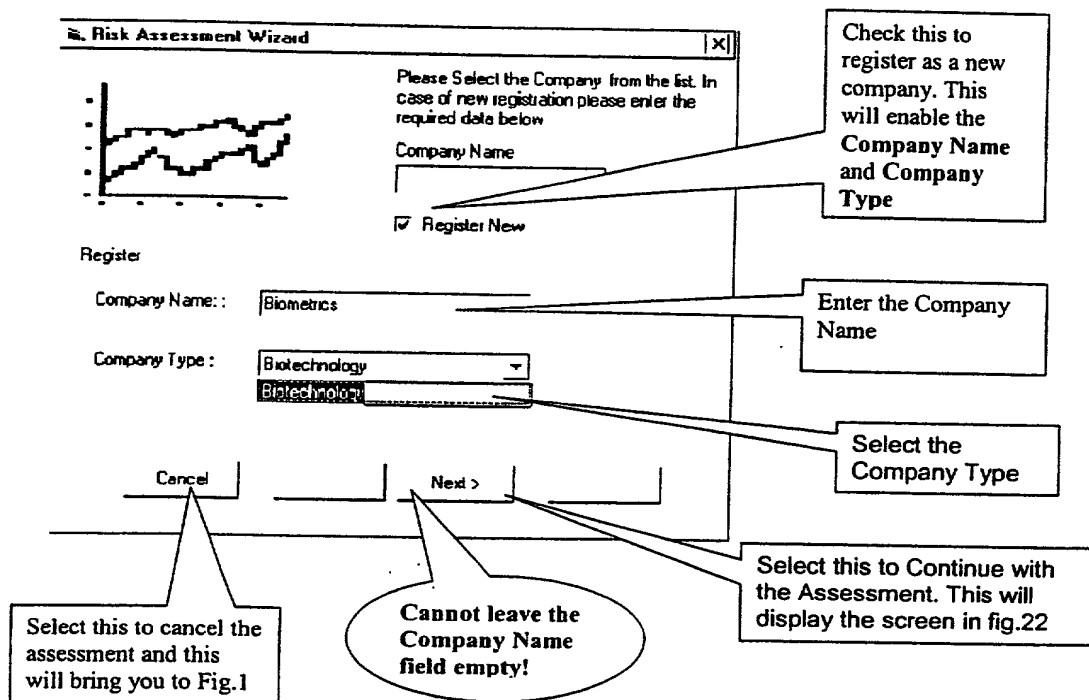 Risk Assessment Wizard
Please Select the Company from the list. In
case of new registration please enter the
required data below
Company Name
Register New
Register
Company Name: :
Biometrics
Company Type :
Biotechnology
Biotechnology
Cancel
Next >
Check this to
register as a new
company. This
will enable the
Company Name
and Company
Type
Enter the Company
Name
Select the
Company Type
Select this to Continue with
the Assessment. This will
display the screen in fig.22
Cannot leave the
Company Name
field empty!
Select this to cancel the
assessment and this
will bring you to Fig.1